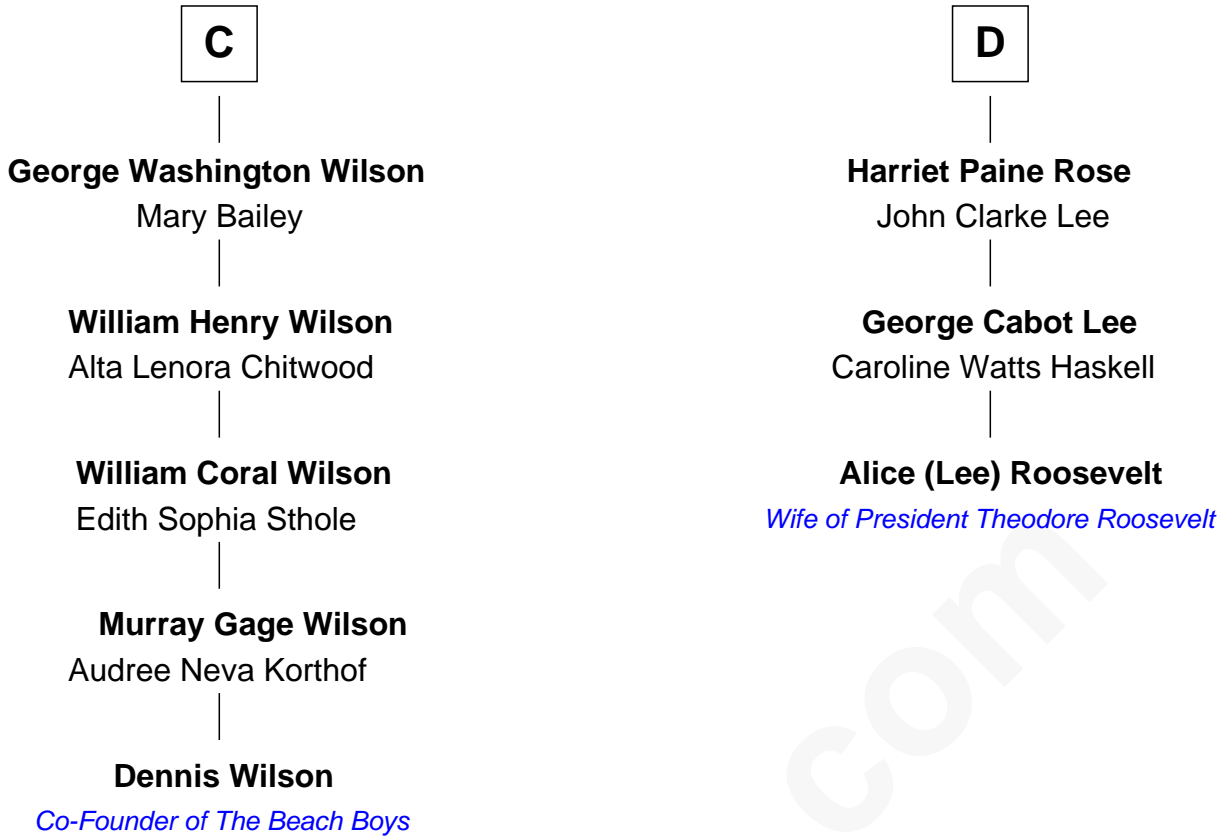 C
George Washington Wilson
Mary Bailey
William Henry Wilson
Alta Lenora Chitwood
William Coral Wilson
Edith Sophia Sthole
Murray Gage Wilson
Audree Neva Korthof
Dennis Wilson
Co-Founder of The Beach Boys
D
Harriet Paine Rose
John Clarke Lee
George Cabot Lee
Caroline Watts Haskell
Alice (Lee) Roosevelt
Wife of President Theodore Roosevelt
com